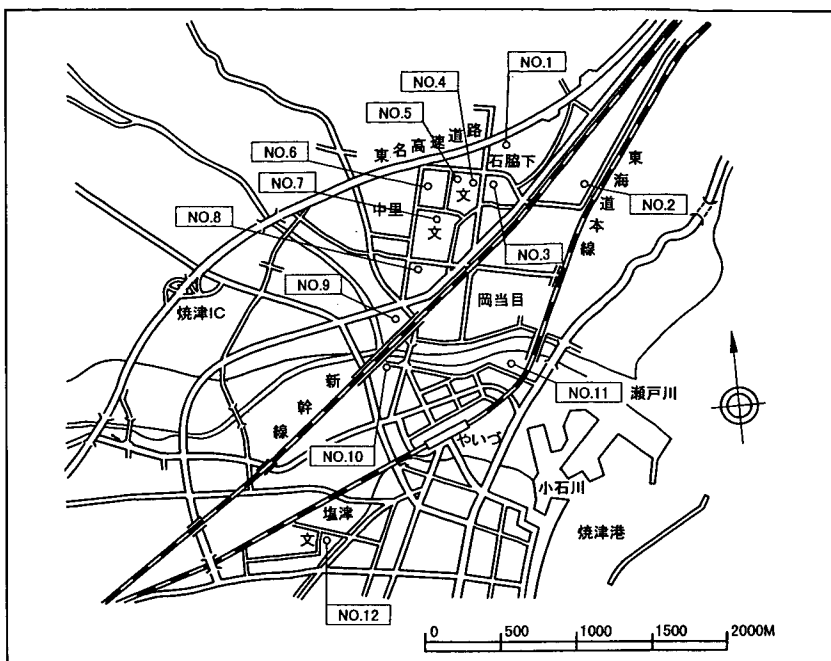 NO.1
NO.4
NO.5
東名高速道路
石脇下
NO.6
文
東海道本線
NO.7
中里
NO.2
NO.8
文
NO.3
NO.9
岡当目
焼津IC
新幹線
NO.11
瀬戸川
やいづ
NO.10
小石川
塩津
焼津港
文
NO.12
0 500 1000 1500 2000M